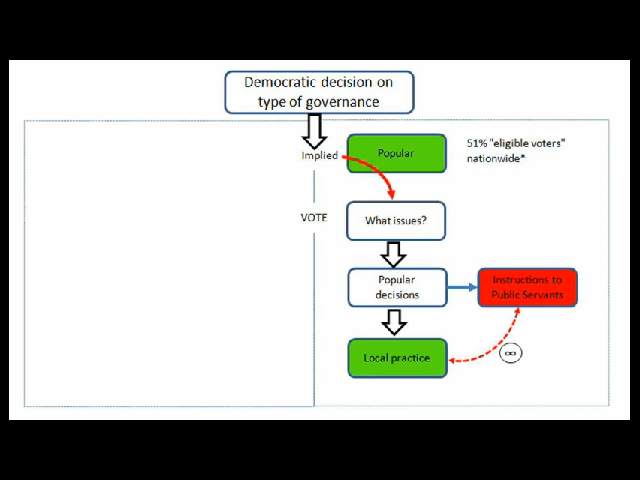 Democratic decision on
type of governance
Implied
Popular
51% "eligible voters"
nationwide*
VOTE
What issues?
Popular
decisions
Instructions to
Public Servants
Local practice
∞